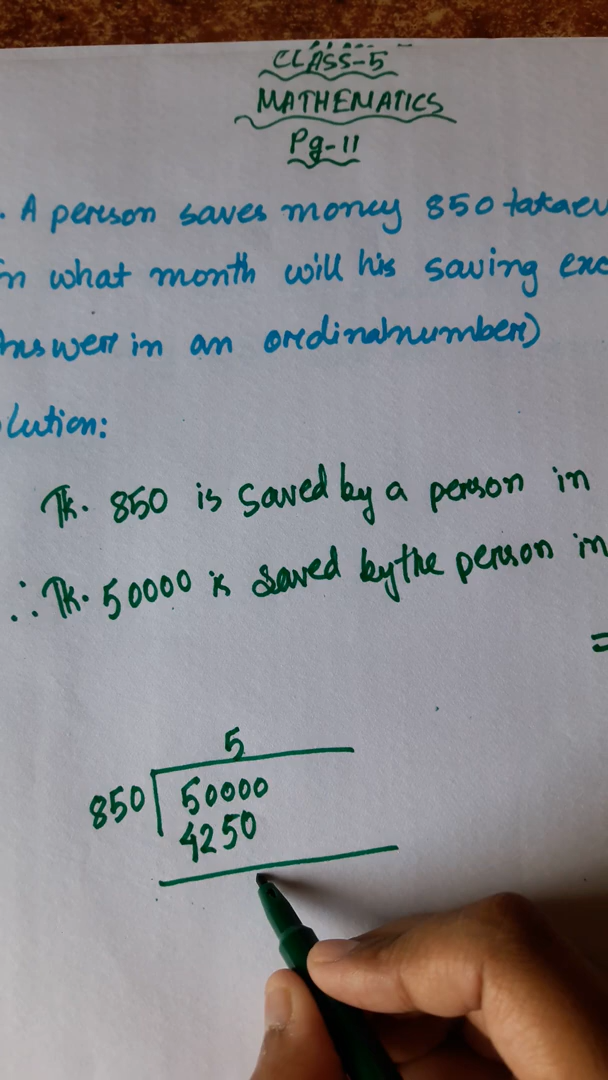 CLASS-5
MATHEMATICS
Pg-11
. A person saves money 850 taka ev
in what month will his saving exc
Answer in an ordinal number)
lution:
Tk. 850 is saved by a person in
∴ Tk. 50000 is saved by the person in
=
5
850 50000
4250